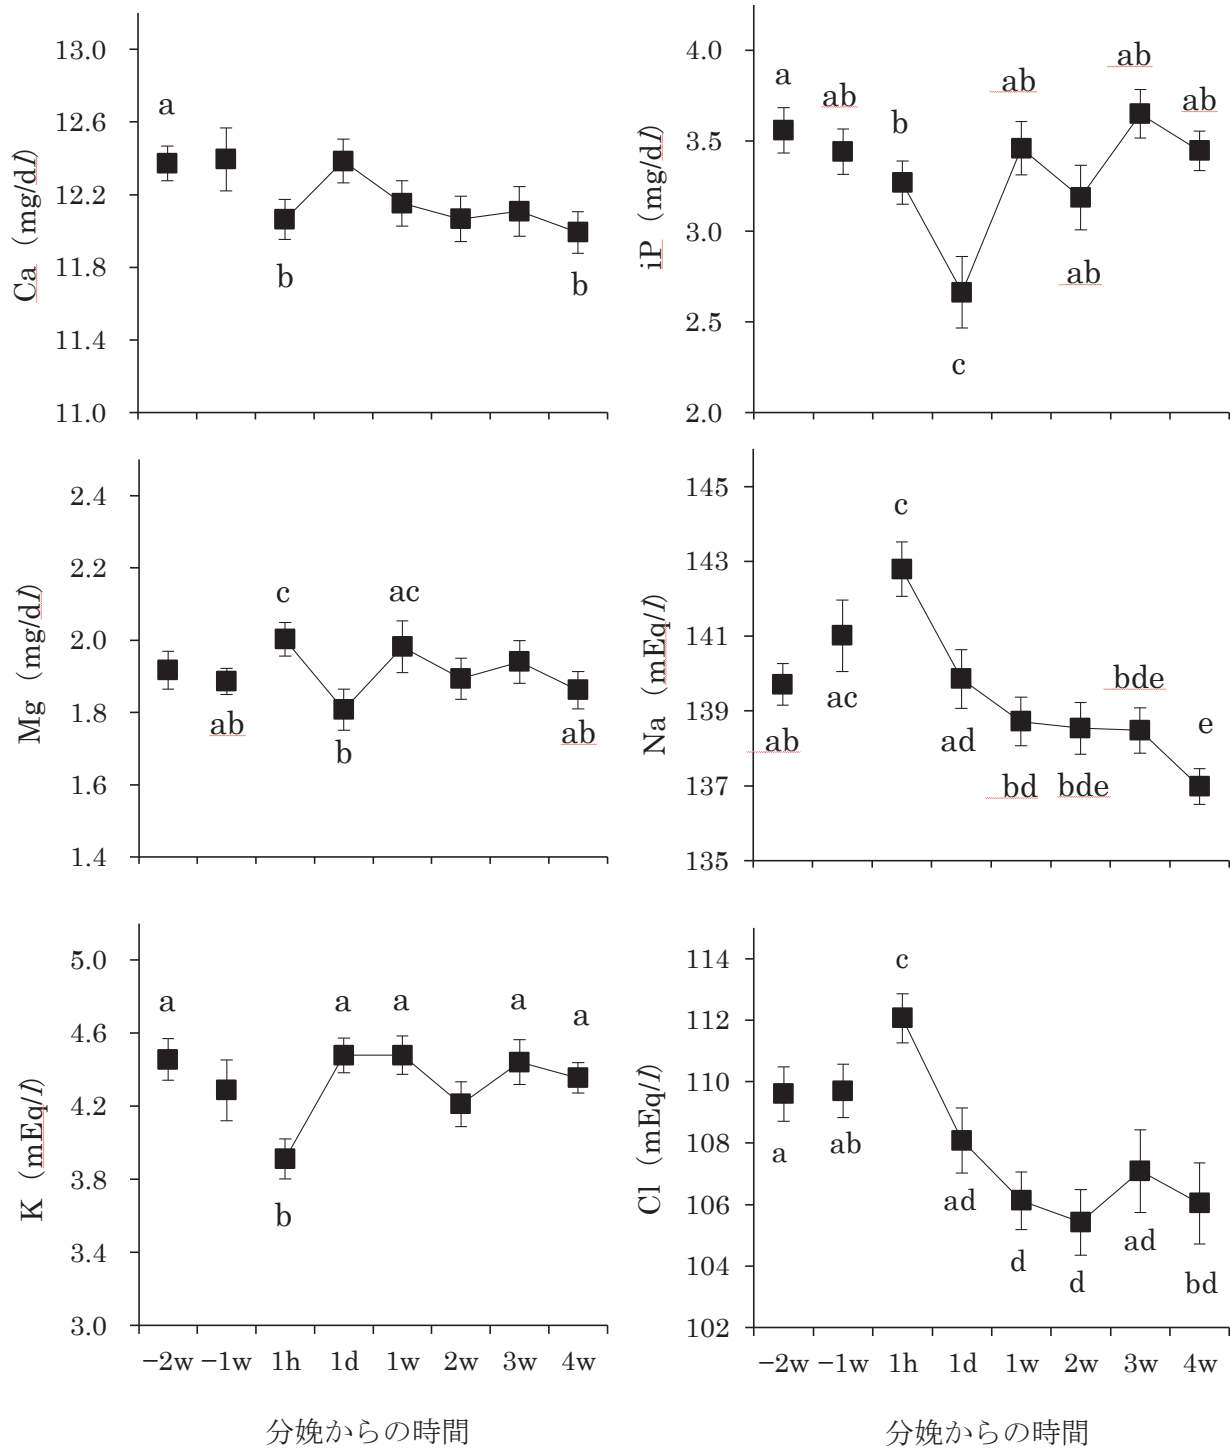 Ca（mg/dl）
13.0
12.6
12.2
11.8
11.4
11.0
a
b
b
iP（mg/dl）
4.0
3.5
3.0
2.5
2.0
a
ab
b
c
ab
ab
ab
ab
Mg（mg/dl）
2.4
2.2
2.0
1.8
1.6
1.4
ab
c
b
ac
ab
Na（mEq/l）
145
143
141
139
137
135
ab
ac
c
ad
bd
bde
bde
e
K（mEq/l）
5.0
4.6
4.2
3.8
3.4
3.0
a
b
a
a
a
a
−2w −1w 1h 1d 1w 2w 3w 4w
分娩からの時間
Cl（mEq/l）
114
112
110
108
106
104
102
a
ab
c
ad
d
d
ad
bd
−2w −1w 1h 1d 1w 2w 3w 4w
分娩からの時間